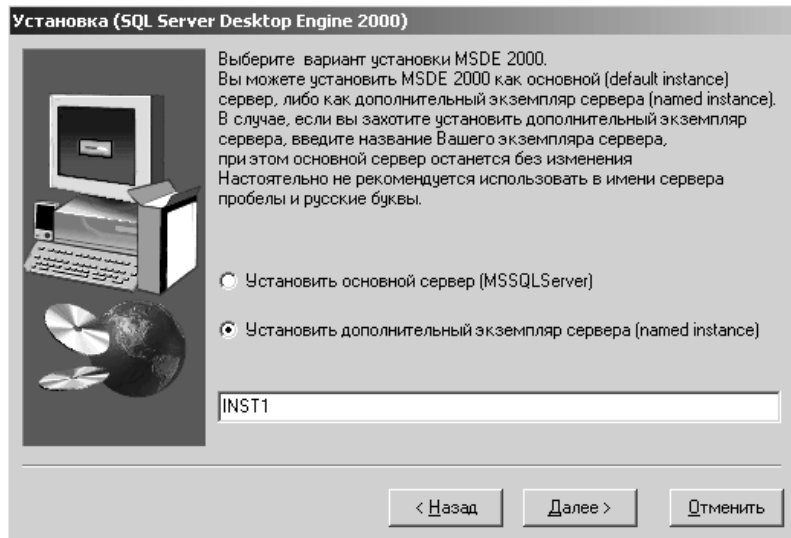 Установка (SQL Server Desktop Engine 2000)
Выберите вариант установки MSDE 2000.
Вы можете установить MSDE 2000 как основной (default instance)
сервер, либо как дополнительный экземпляр сервера (named instance).
В случае, если вы захотите установить дополнительный экземпляр
сервера, введите название Вашего экземпляра сервера,
при этом основной сервер останется без изменения
Настоятельно не рекомендуется использовать в имени сервера
пробелы и русские буквы.
Установить основной сервер (MSSQLServer)
Установить дополнительный экземпляр сервера (named instance)
INST1
< Назад
Далее >
Отменить